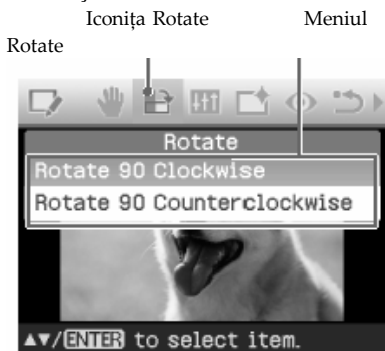 Iconița Rotate Meniul
Rotate
Rotate
Rotate 90 Clockwise
Rotate 90 Counterclockwise
▲▼/ENTER to select item.